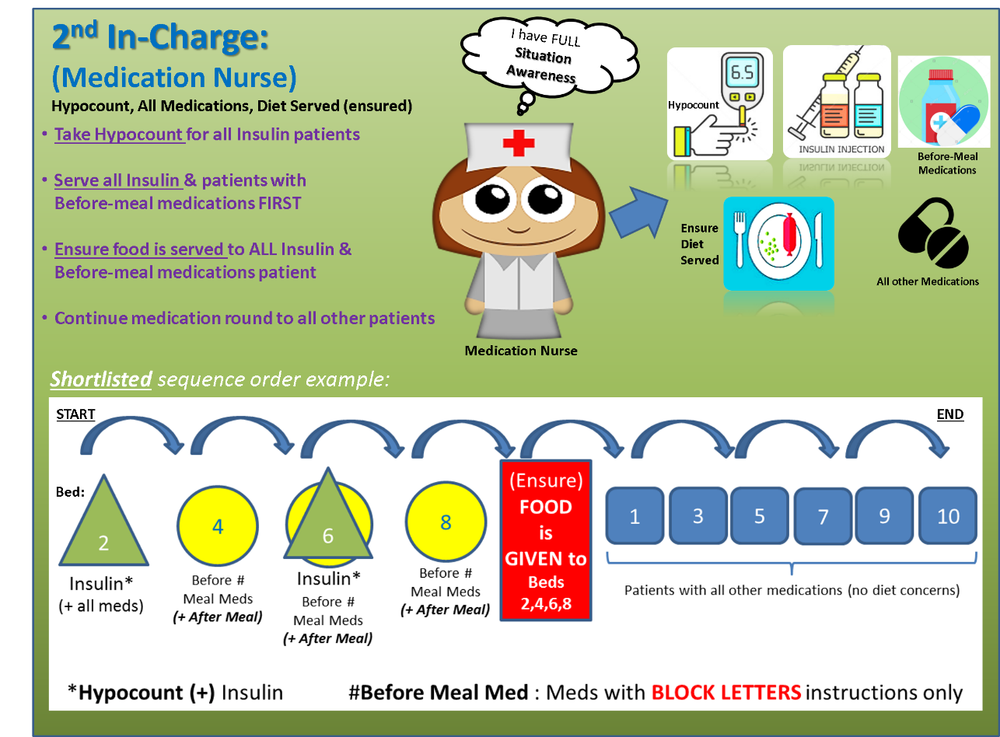 2nd In-Charge:
(Medication Nurse)
Hypocount, All Medications, Diet Served (ensured)
• Take Hypocount for all Insulin patients
• Serve all Insulin & patients with
Before-meal medications FIRST
• Ensure food is served to ALL Insulin &
Before-meal medications patient
• Continue medication round to all other patients
I have FULL
Situation
Awareness
Medication Nurse
Hypocount
6.5
INSULIN INJECTION
Before-Meal
Medications
Ensure
Diet
Served
All other Medications
Shortlisted sequence order example:
START
END
Bed:
2
Insulin*
(+ all meds)
4
Before #
Meal Meds
(+ After Meal)
6
Insulin*
Before #
Meal Meds
(+ After Meal)
8
Before #
Meal Meds
(+ After Meal)
(Ensure)
FOOD
is
GIVEN to
Beds
2,4,6,8
1 3 5 7 9 10
Patients with all other medications (no diet concerns)
*Hypocount (+) Insulin
#Before Meal Med : Meds with BLOCK LETTERS instructions only